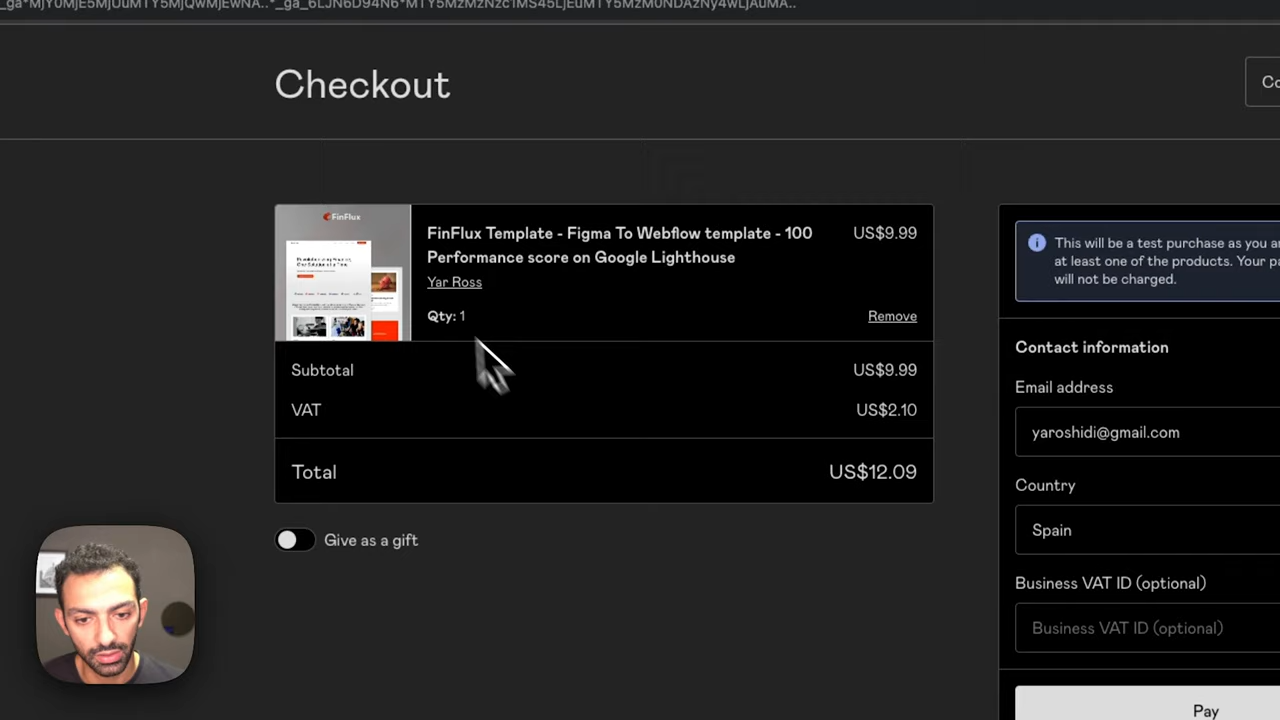 Checkout
FinFlux
FinFlux Template - Figma To Webflow template - 100
Performance score on Google Lighthouse
US$9.99
Yar Ross
Qty: 1
Remove
Subtotal
US$9.99
VAT
US$2.10
Total
US$12.09
Give as a gift
This will be a test purchase as you ar
at least one of the products. Your pa
will not be charged.
Contact information
Email address
yaroshidi@gmail.com
Country
Spain
Business VAT ID (optional)
Business VAT ID (optional)
Pay